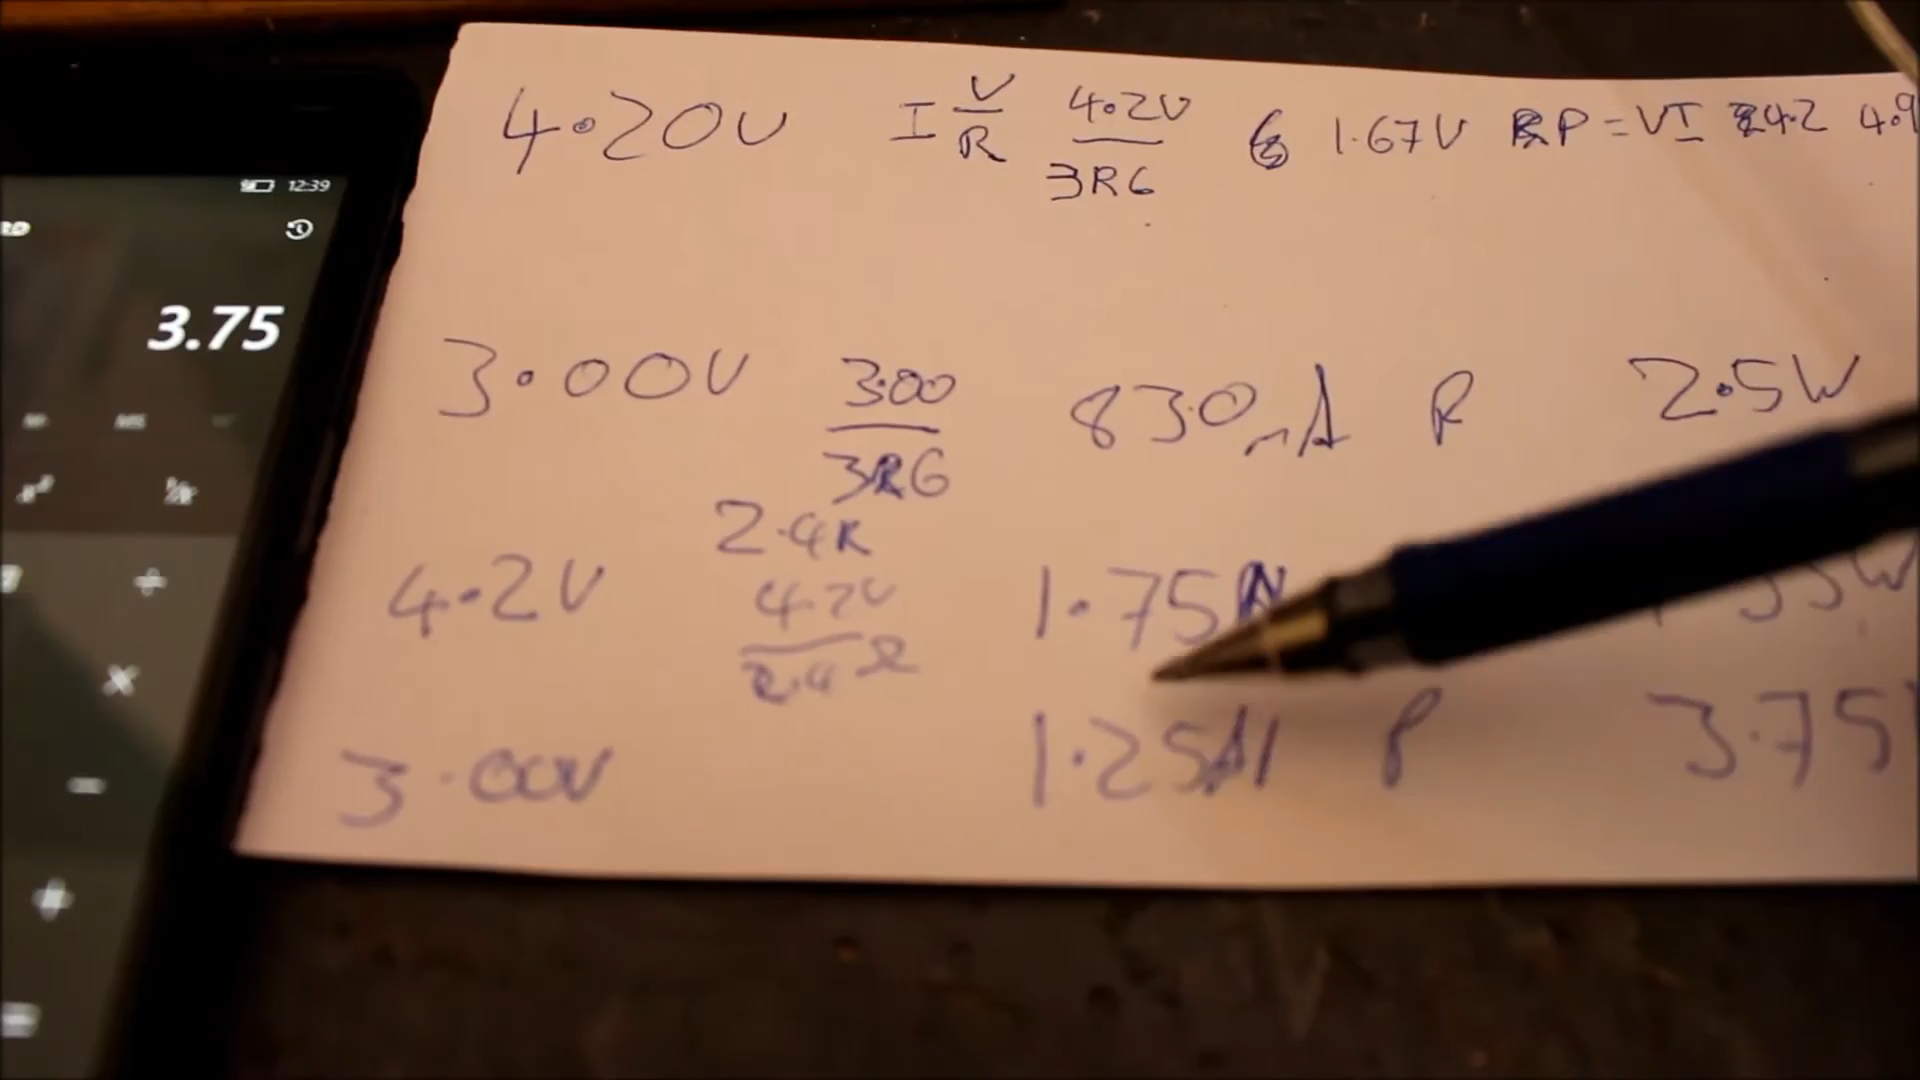 12:39
3.75
4.20V I V/R 4.2V/3R6 1.67V P = VI 4.2 4.9
3.00V 3.00/3R6 830mA R 2.5W
2.4R
4.2V 4.2V/2.4Ω 1.75A
3.00V 1.25A P 3.75